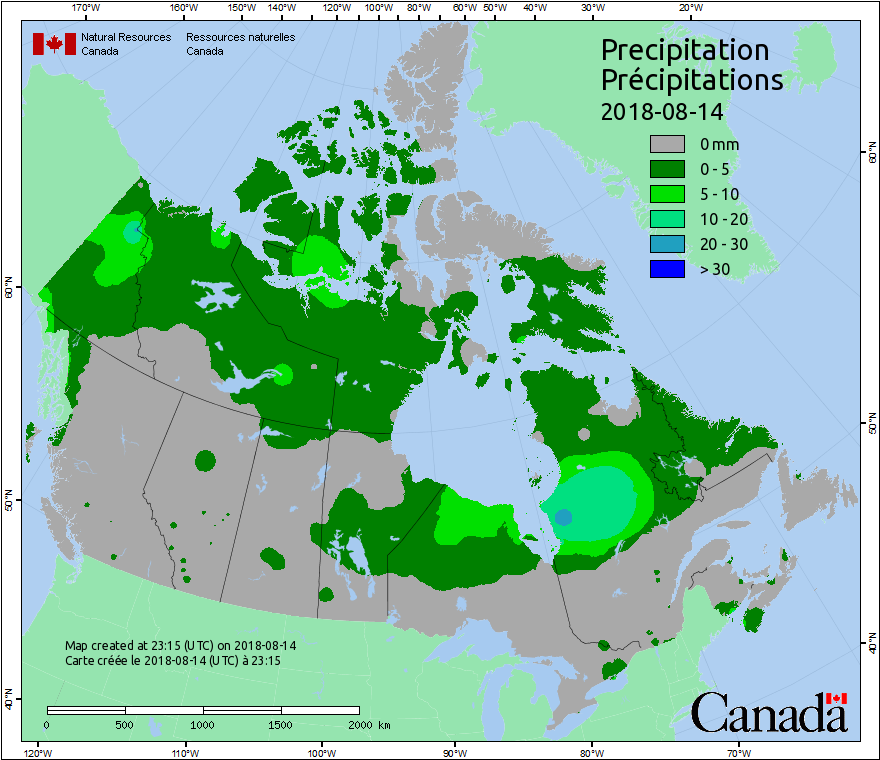 170°W 160°W 150°W 140°W 120°W 100°W 80°W 60°W 50°W 40°W 30°W 20°W
Natural Resources Ressources naturelles
Canada Canada
Precipitation
Précipitations
2018-08-14
0 mm
0 - 5
5 - 10
10 - 20
20 - 30
> 30
60°N
60°N
50°N
50°N
40°N
40°N
Map created at 23:15 (UTC) on 2018-08-14
Carte créée le 2018-08-14 (UTC) à 23:15
0 500 1000 1500 2000 km
Canada
120°W 110°W 100°W 90°W 80°W 70°W